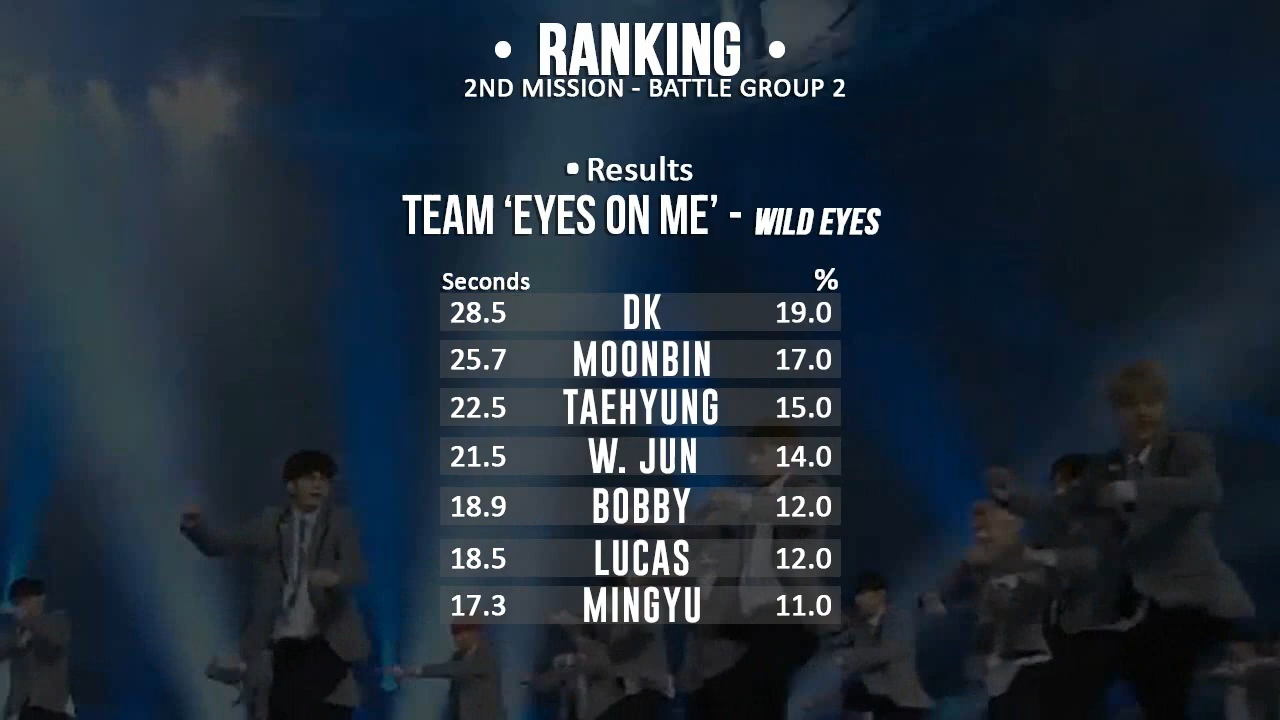 • RANKING •
2ND MISSION - BATTLE GROUP 2
• Results
TEAM ‘EYES ON ME’ - WILD EYES
Seconds %
28.5 DK 19.0
25.7 MOONBIN 17.0
22.5 TAEHYUNG 15.0
21.5 W. JUN 14.0
18.9 BOBBY 12.0
18.5 LUCAS 12.0
17.3 MINGYU 11.0